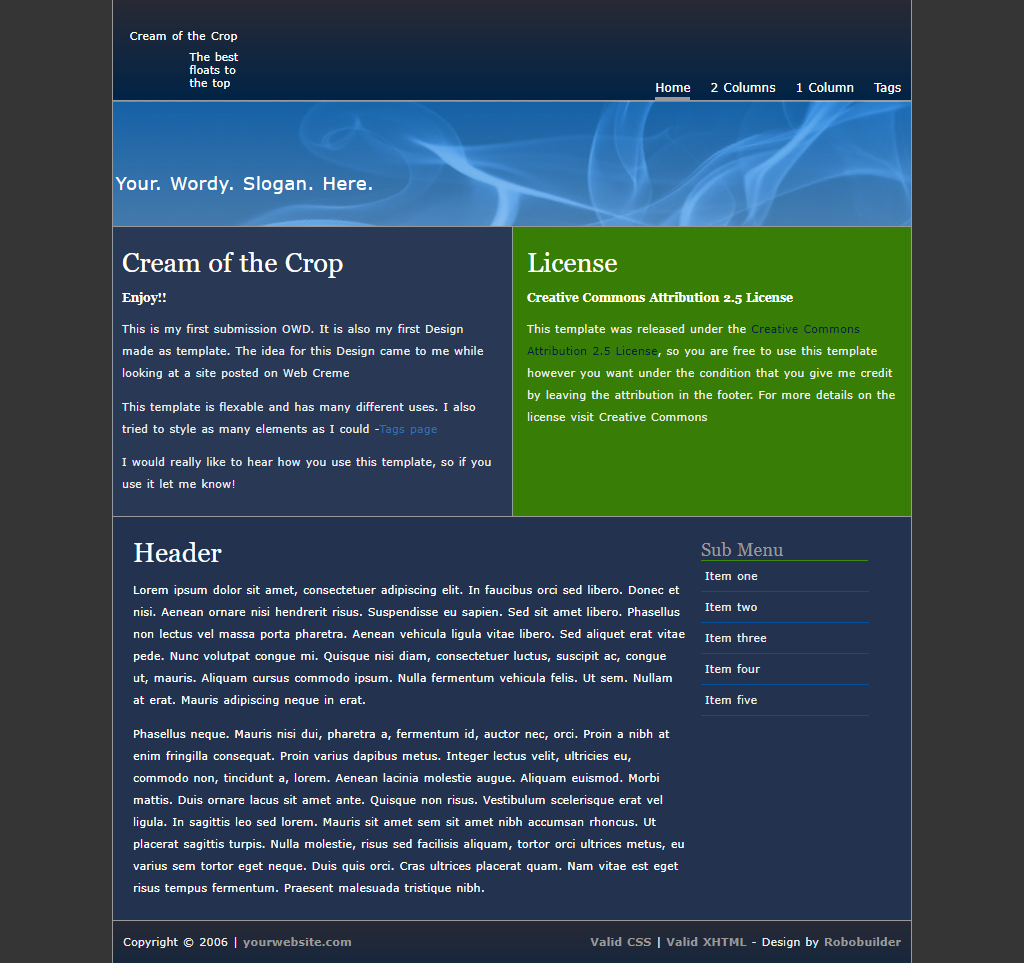 Cream of the Crop
The best
floats to
the top
Home 2 Columns 1 Column Tags
Your. Wordy. Slogan. Here.
Cream of the Crop
Enjoy!!
This is my first submission OWD. It is also my first Design
made as template. The idea for this Design came to me while
looking at a site posted on Web Creme
This template is flexable and has many different uses. I also
tried to style as many elements as I could -Tags page
I would really like to hear how you use this template, so if you
use it let me know!
License
Creative Commons Attribution 2.5 License
This template was released under the Creative Commons
Attribution 2.5 License, so you are free to use this template
however you want under the condition that you give me credit
by leaving the attribution in the footer. For more details on the
license visit Creative Commons
Header
Lorem ipsum dolor sit amet, consectetuer adipiscing elit. In faucibus orci sed libero. Donec et
nisi. Aenean ornare nisi hendrerit risus. Suspendisse eu sapien. Sed sit amet libero. Phasellus
non lectus vel massa porta pharetra. Aenean vehicula ligula vitae libero. Sed aliquet erat vitae
pede. Nunc volutpat congue mi. Quisque nisi diam, consectetuer luctus, suscipit ac, congue
ut, mauris. Aliquam cursus commodo ipsum. Nulla fermentum vehicula felis. Ut sem. Nullam
at erat. Mauris adipiscing neque in erat.
Phasellus neque. Mauris nisi dui, pharetra a, fermentum id, auctor nec, orci. Proin a nibh at
enim fringilla consequat. Proin varius dapibus metus. Integer lectus velit, ultricies eu,
commodo non, tincidunt a, lorem. Aenean lacinia molestie augue. Aliquam euismod. Morbi
mattis. Duis ornare lacus sit amet ante. Quisque non risus. Vestibulum scelerisque erat vel
ligula. In sagittis leo sed lorem. Mauris sit amet sem sit amet nibh accumsan rhoncus. Ut
placerat sagittis turpis. Nulla molestie, risus sed facilisis aliquam, tortor orci ultrices metus, eu
varius sem tortor eget neque. Duis quis orci. Cras ultrices placerat quam. Nam vitae est eget
risus tempus fermentum. Praesent malesuada tristique nibh.
Sub Menu
Item one
Item two
Item three
Item four
Item five
Copyright © 2006 | yourwebsite.com
Valid CSS | Valid XHTML - Design by Robobuilder